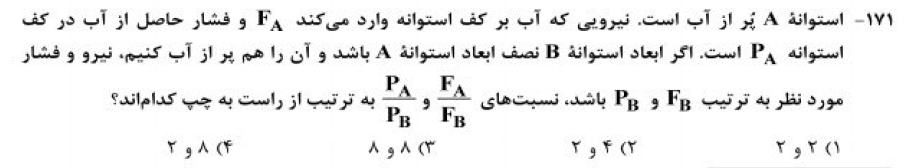 ۱۷۱- استوانهٔ A پُر از آب است. نیرویی که آب بر کف استوانه وارد می‌کند F_A و فشار حاصل از آب در کف
استوانه P_A است. اگر ابعاد استوانهٔ B نصف ابعاد استوانهٔ A باشد و آن را هم پر از آب کنیم، نیرو و فشار
مورد نظر به ترتیب F_B و P_B باشد، نسبت‌های F_A/F_B و P_A/P_B به ترتیب از راست به چپ کدام‌اند؟
۱) ۲ و ۲ ۲) ۴ و ۲ ۳) ۸ و ۸ ۴) ۸ و ۲